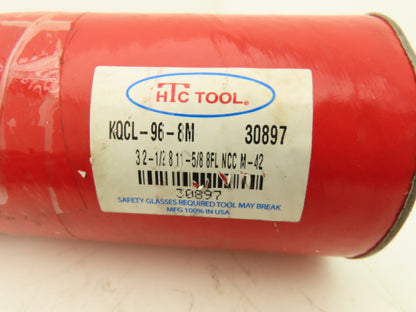 HTC TOOL®
KQCL-96-8M 30897
3 2-1/2 8 11-5/8 8FL NCC M-42
30897
SAFETY GLASSES REQUIRED TOOL MAY BREAK
MFG 100% IN USA